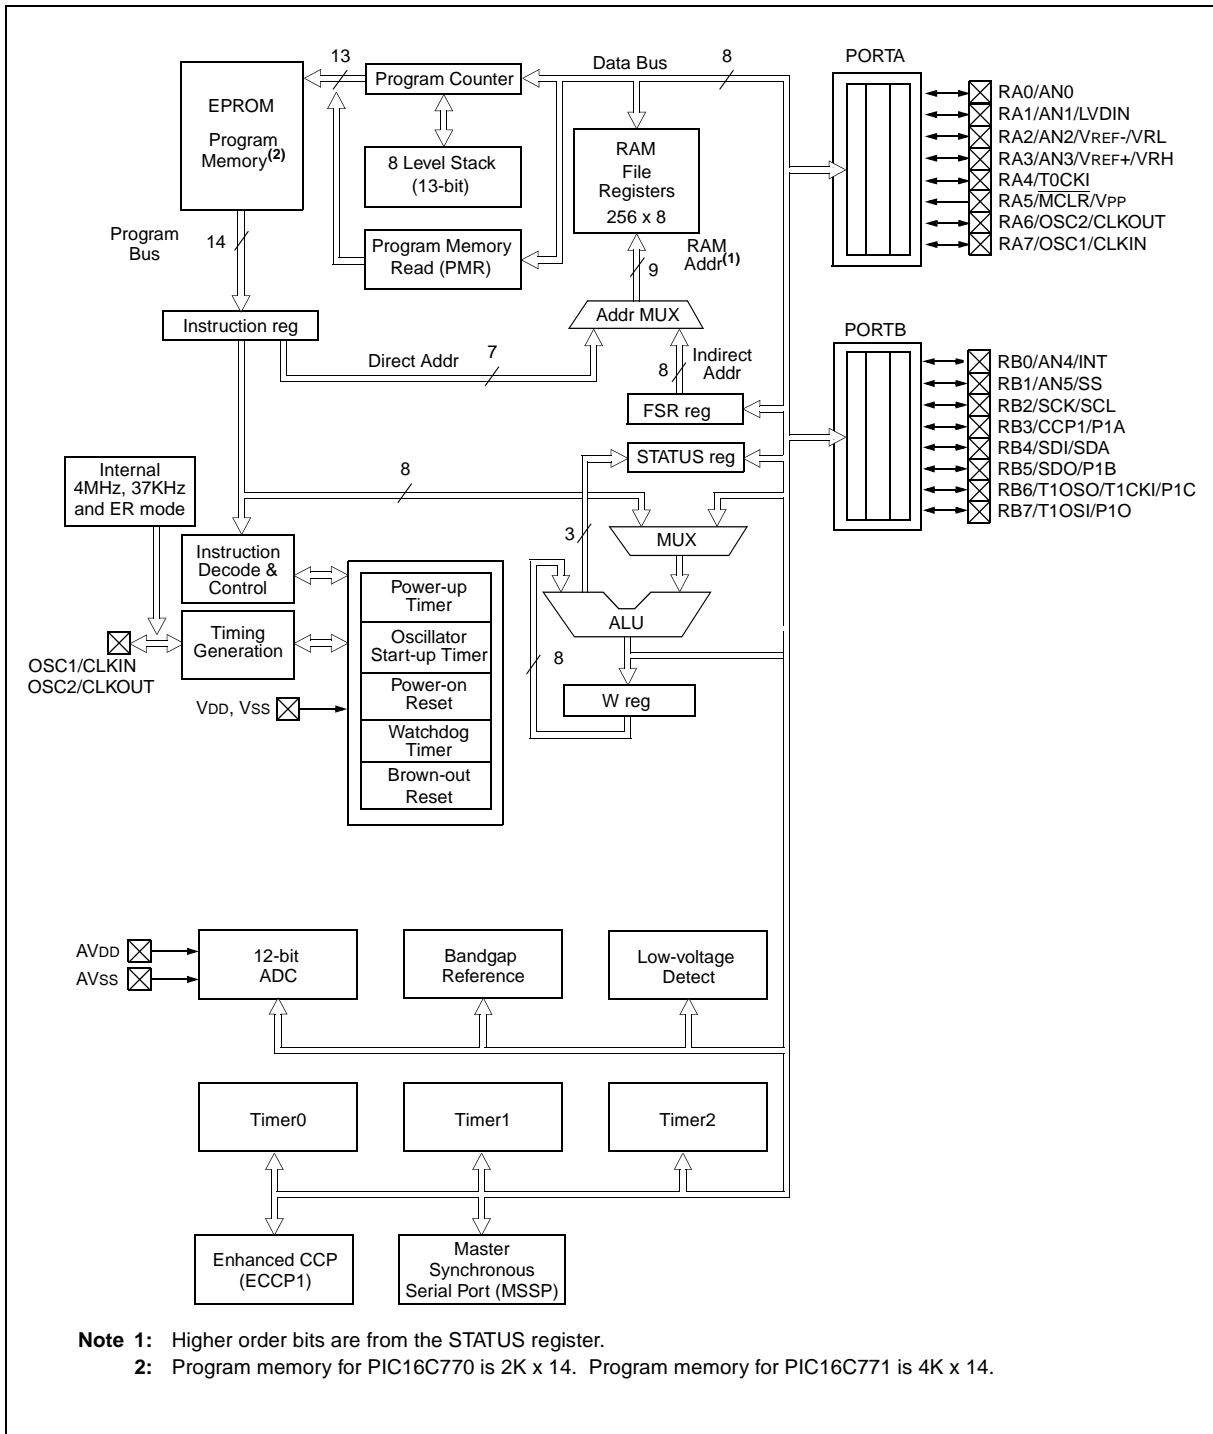 13
Data Bus
8
PORTA
EPROM
Program
Memory(2)
Program Counter
8 Level Stack
(13-bit)
RAM
File
Registers
256 x 8
RA0/AN0
RA1/AN1/LVDIN
RA2/AN2/VREF-/VRL
RA3/AN3/VREF+/VRH
RA4/T0CKI
RA5/MCLR/VPP
RA6/OSC2/CLKOUT
RA7/OSC1/CLKIN
Program
Bus
14
Program Memory
Read (PMR)
RAM
Addr(1)
9
Instruction reg
Addr MUX
PORTB
Direct Addr
7
8
Indirect
Addr
FSR reg
RB0/AN4/INT
RB1/AN5/SS
RB2/SCK/SCL
RB3/CCP1/P1A
RB4/SDI/SDA
RB5/SDO/P1B
RB6/T1OSO/T1CKI/P1C
RB7/T1OSI/P1O
STATUS reg
Internal
4MHz, 37KHz
and ER mode
8
3
MUX
Instruction
Decode &
Control
Power-up
Timer
ALU
Timing
Generation
Oscillator
Start-up Timer
8
OSC1/CLKIN
OSC2/CLKOUT
VDD, VSS
Power-on
Reset
W reg
Watchdog
Timer
Brown-out
Reset
AVDD
AVSS
12-bit
ADC
Bandgap
Reference
Low-voltage
Detect
Timer0
Timer1
Timer2
Enhanced CCP
(ECCP1)
Master
Synchronous
Serial Port (MSSP)
Note 1: Higher order bits are from the STATUS register.
2: Program memory for PIC16C770 is 2K x 14. Program memory for PIC16C771 is 4K x 14.